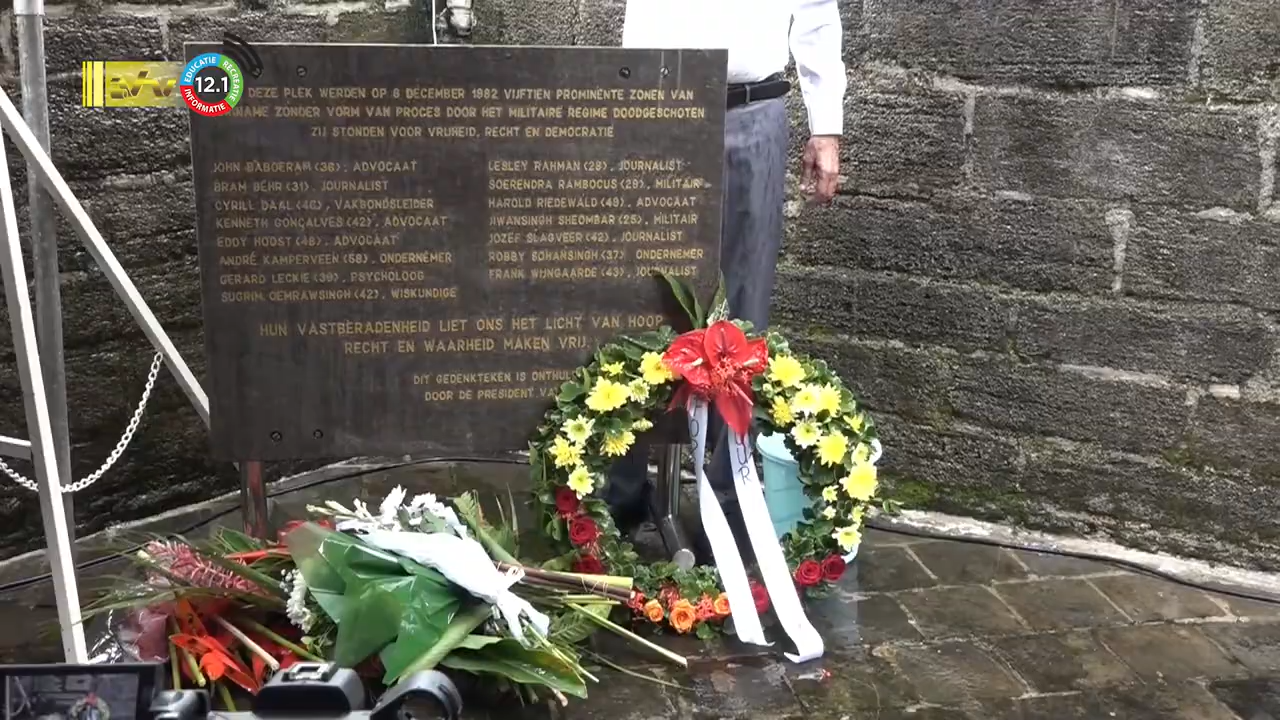 EDUCATIE RECREATIE INFORMATIE
12.1
DEZE PLEK WERDEN OP 8 DECEMBER 1982 VIJFTIEN PROMINENTE ZONEN VAN
ZONDER VORM VAN PROCES DOOR HET MILITAIRE REGIME DOODGESCHOTEN
ZIJ STONDEN VOOR VRIJHEID, RECHT EN DEMOCRATIE
JOHN BABOERAM (36), ADVOCAAT
BRAM BEHR (31), JOURNALIST
CYRILL DAAL (46), VAKBONDSLEIDER
KENNETH GONÇALVES (42), ADVOCAAT
EDDY HOOST (48), ADVOCAAT
ANDRÉ KAMPERVEEN (58), ONDERNEMER
GERARD LECKIE (39), PSYCHOLOOG
SUGRIM OEMRAWSINGH (42), WISKUNDIGE
LESLEY RAHMAN (28), JOURNALIST
SOERENDRA RAMBOCUS (29), MILITAIR
HAROLD RIEDEWALD (49), ADVOCAAT
JIWANSINGH SHEOMBAR (25), MILITAIR
JOZEF SLAGVEER (42), JOURNALIST
ROBBY SOHANSINGH (37) ONDERNEMER
FRANK WIJNGAARDE (43), JOURNALIST
HUN VASTBERADENHEID LIET ONS HET LICHT VAN HOOP
RECHT EN WAARHEID MAKEN VRIJ.
DIT GEDENKTEKEN IS ONTHUL
DOOR DE PRESIDENT VA